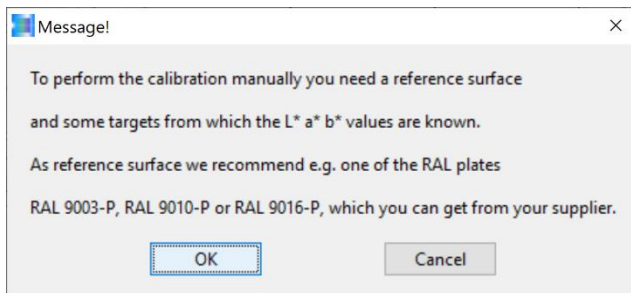 Message!
To perform the calibration manually you need a reference surface
and some targets from which the L* a* b* values are known.
As reference surface we recommend e.g. one of the RAL plates
RAL 9003-P, RAL 9010-P or RAL 9016-P, which you can get from your supplier.
OK Cancel